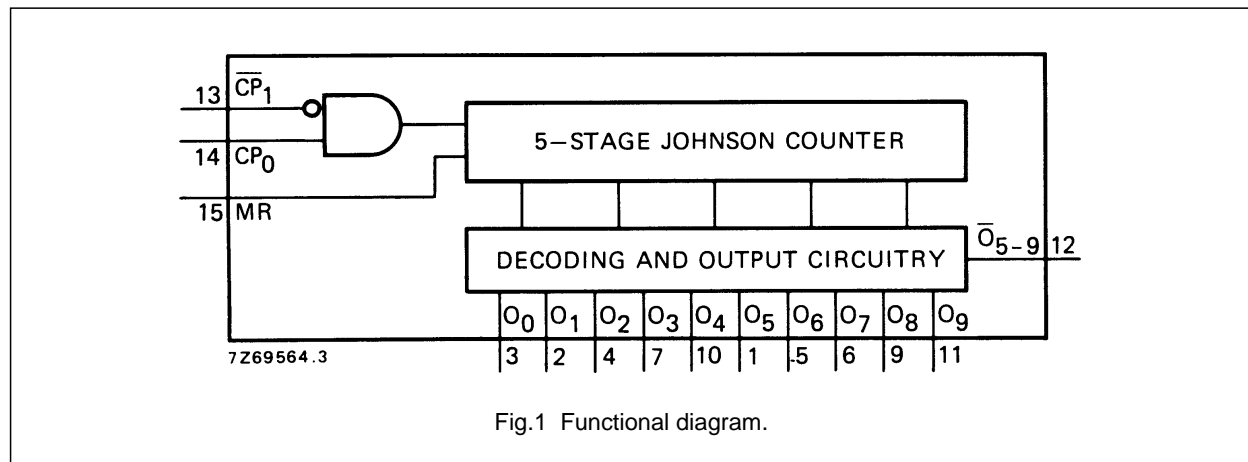 13 C̅P̅₁
14 CP₀
15 MR
5–STAGE JOHNSON COUNTER
DECODING AND OUTPUT CIRCUITRY
O̅₅₋₉ 12
O₀ O₁ O₂ O₃ O₄ O₅ O₆ O₇ O₈ O₉
7Z69564.3
3 2 4 7 10 1 5 6 9 11
Fig.1 Functional diagram.